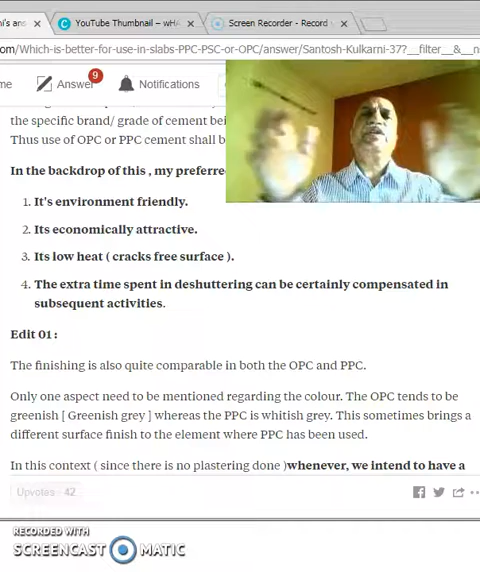 ni's ans
YouTube Thumbnail – wHA
Screen Recorder - Record
om/Which-is-better-for-use-in-slabs-PPC-PSC-or-OPC/answer/Santosh-Kulkarni-37?__filter__&__n
me Answer 9 Notifications
the specific brand/ grade of cement bei
Thus use of OPC or PPC cement shall b
In the backdrop of this , my preferre
1. It's environment friendly.
2. Its economically attractive.
3. Its low heat ( cracks free surface ).
4. The extra time spent in deshuttering can be certainly compensated in
subsequent activities.
Edit 01 :
The finishing is also quite comparable in both the OPC and PPC.
Only one aspect need to be mentioned regarding the colour. The OPC tends to be
greenish [ Greenish grey ] whereas the PPC is whitish grey. This sometimes brings a
different surface finish to the element where PPC has been used.
In this context ( since there is no plastering done )whenever, we intend to have a
Upvotes · 42
RECORDED WITH
SCREENCAST MATIC